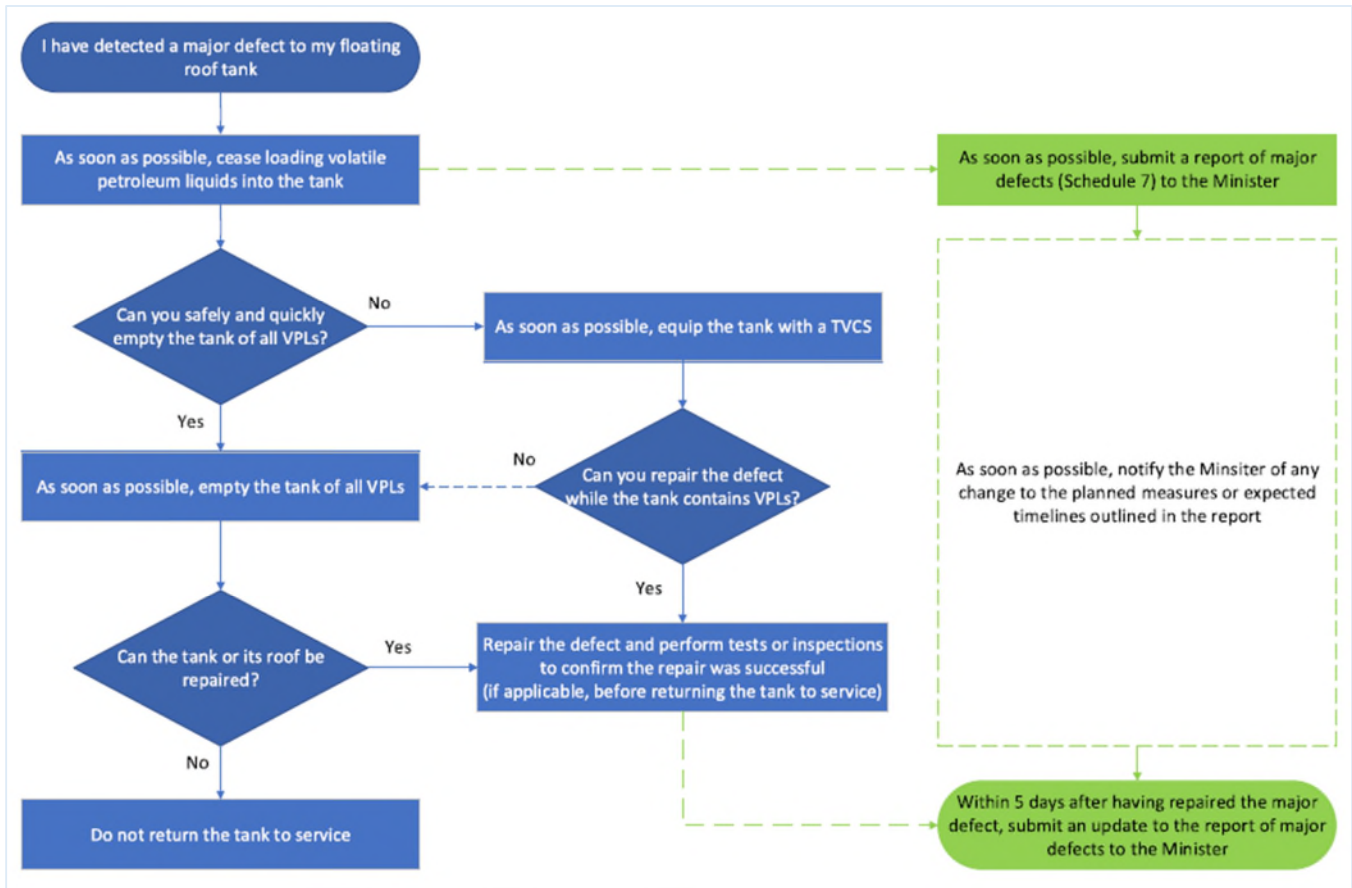 I have detected a major defect to my floating
roof tank
As soon as possible, cease loading volatile
petroleum liquids into the tank
As soon as possible, submit a report of major
defects (Schedule 7) to the Minister
Can you safely and quickly
empty the tank of all VPLs?
No
As soon as possible, equip the tank with a TVCS
Yes
As soon as possible, empty the tank of all VPLs
No
Can you repair the defect
while the tank contains VPLs?
As soon as possible, notify the Minsiter of any
change to the planned measures or expected
timelines outlined in the report
Yes
Can the tank or its roof be
repaired?
Yes
Repair the defect and perform tests or inspections
to confirm the repair was successful
(if applicable, before returning the tank to service)
No
Do not return the tank to service
Within 5 days after having repaired the major
defect, submit an update to the report of major
defects to the Minister